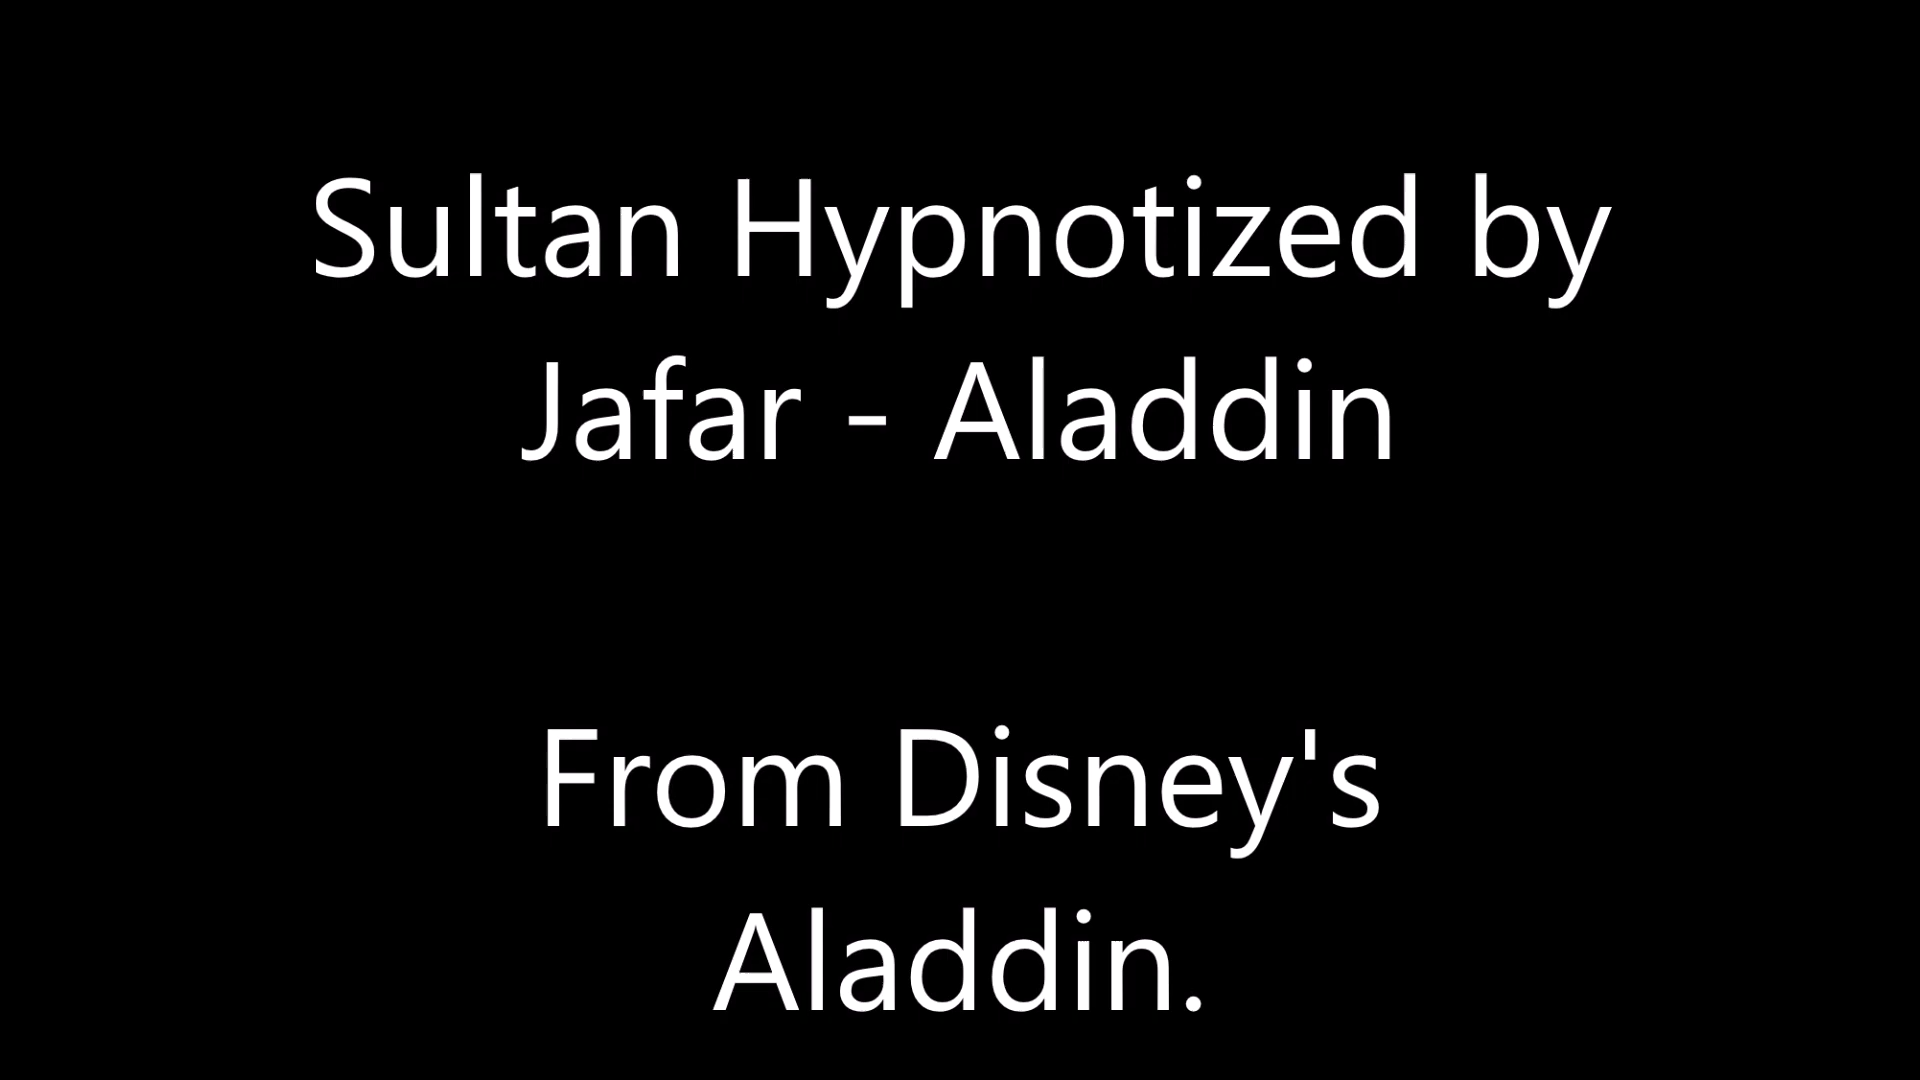 Sultan Hypnotized by
Jafar - Aladdin
From Disney's
Aladdin.